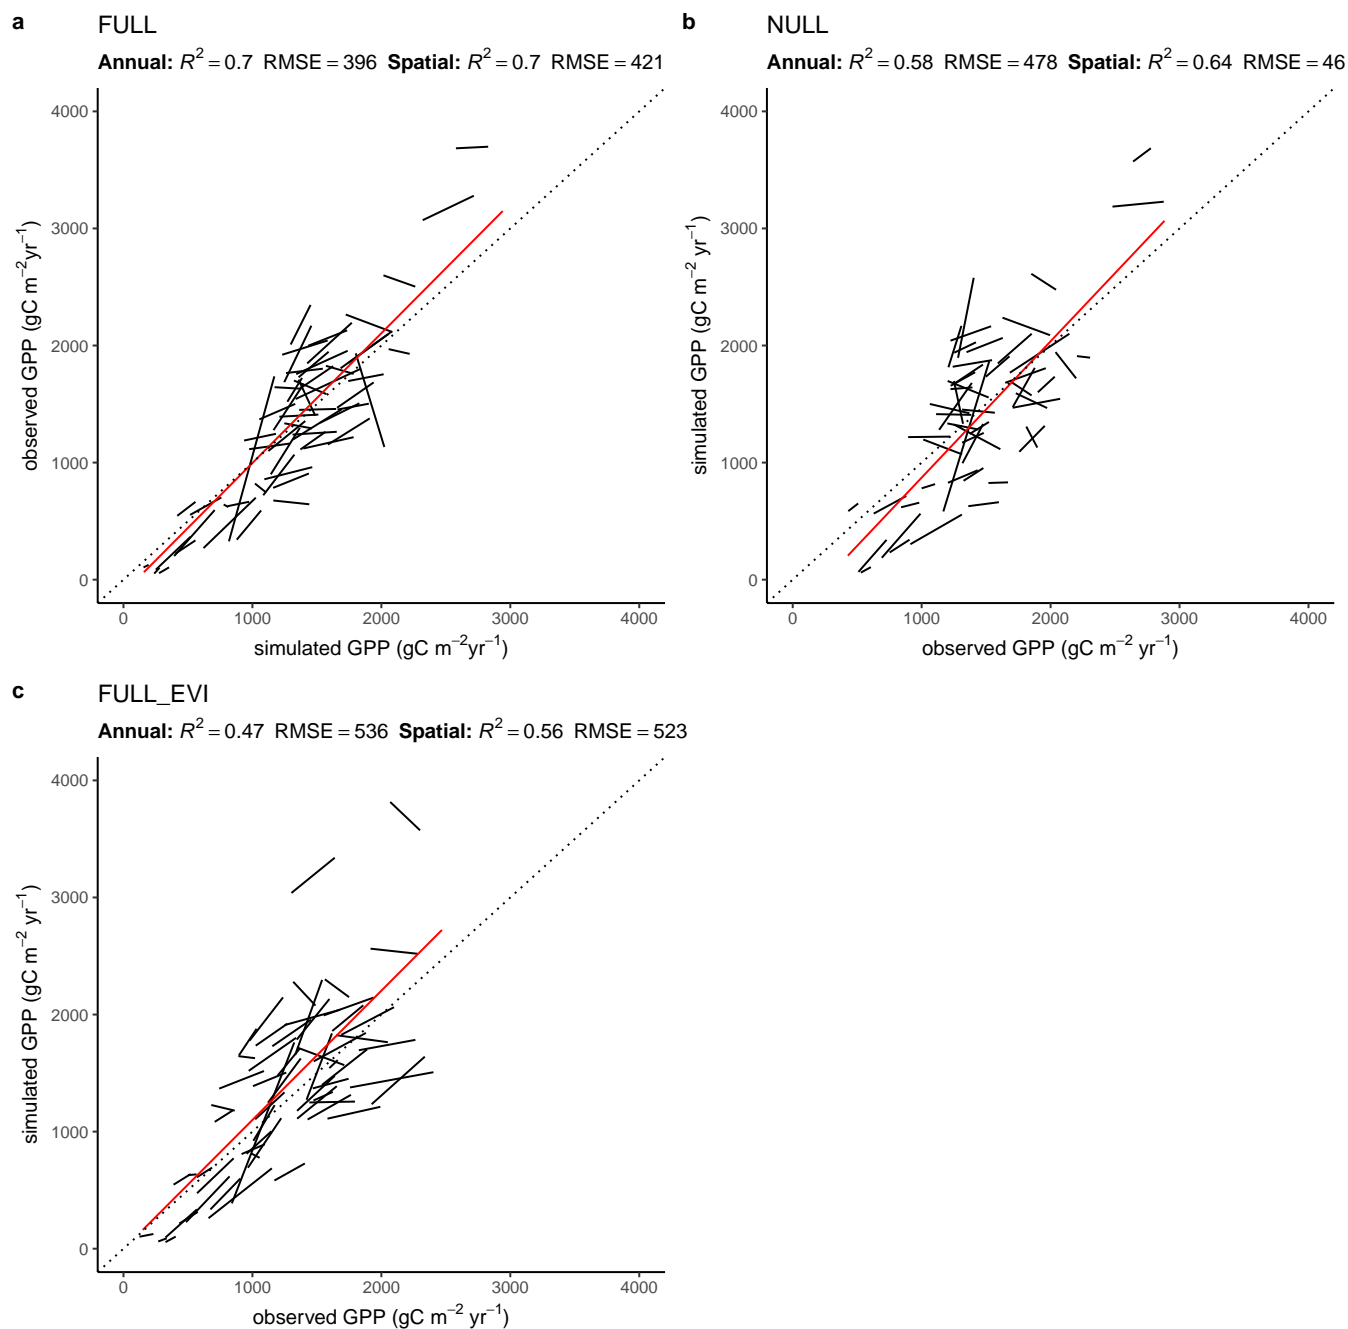 a FULL
Annual: R² = 0.7 RMSE = 396 Spatial: R² = 0.7 RMSE = 421
4000
3000
2000
1000
0
observed GPP (gC m⁻²yr⁻¹)
0 1000 2000 3000 4000
simulated GPP (gC m⁻²yr⁻¹)
b NULL
Annual: R² = 0.58 RMSE = 478 Spatial: R² = 0.64 RMSE = 46
4000
3000
2000
1000
0
simulated GPP (gC m⁻² yr⁻¹)
0 1000 2000 3000 4000
observed GPP (gC m⁻² yr⁻¹)
c FULL_EVI
Annual: R² = 0.47 RMSE = 536 Spatial: R² = 0.56 RMSE = 523
4000
3000
2000
1000
0
simulated GPP (gC m⁻² yr⁻¹)
0 1000 2000 3000 4000
observed GPP (gC m⁻² yr⁻¹)